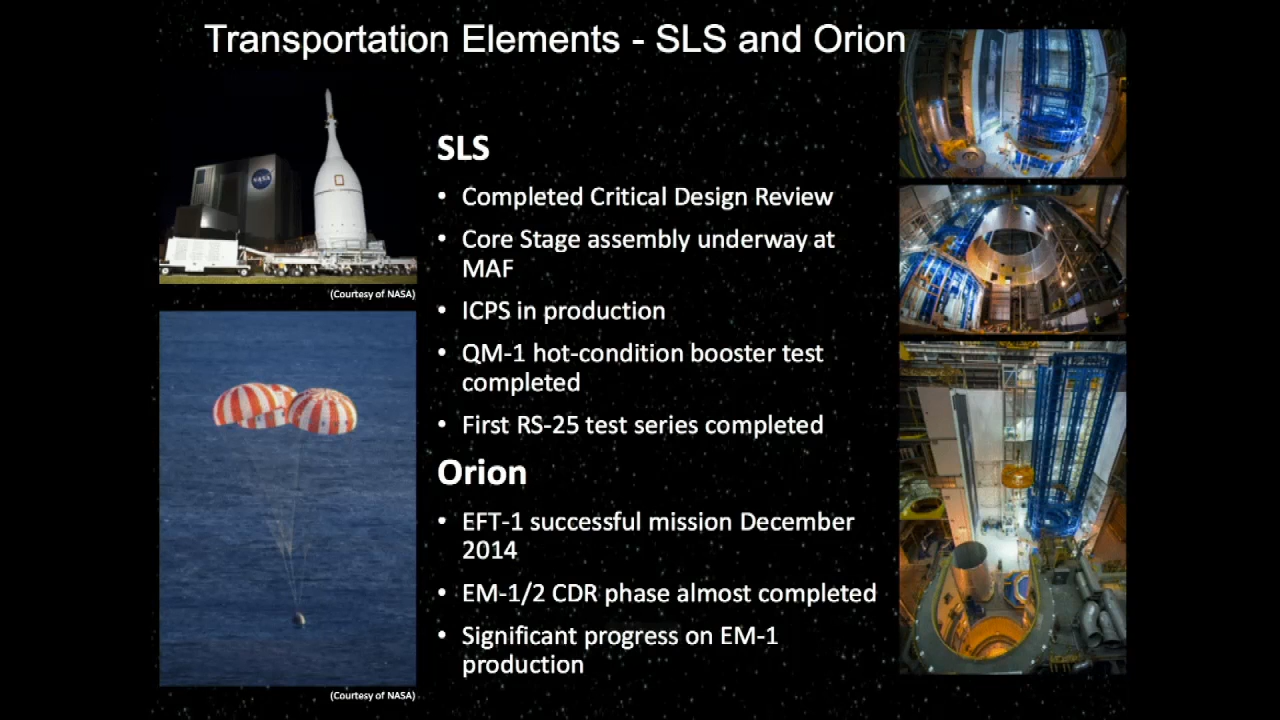 Transportation Elements - SLS and Orion
NASA
(Courtesy of NASA)
(Courtesy of NASA)
SLS
• Completed Critical Design Review
• Core Stage assembly underway at
MAF
• ICPS in production
• QM-1 hot-condition booster test
completed
• First RS-25 test series completed
Orion
• EFT-1 successful mission December
2014
• EM-1/2 CDR phase almost completed
• Significant progress on EM-1
production